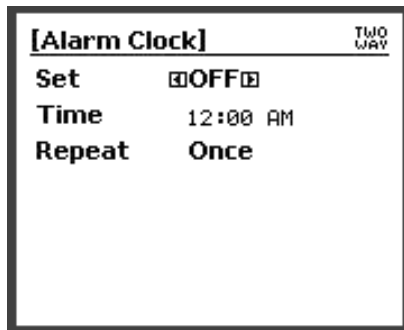 [Alarm Clock] TWO WAY
Set OFF
Time 12:00 AM
Repeat Once